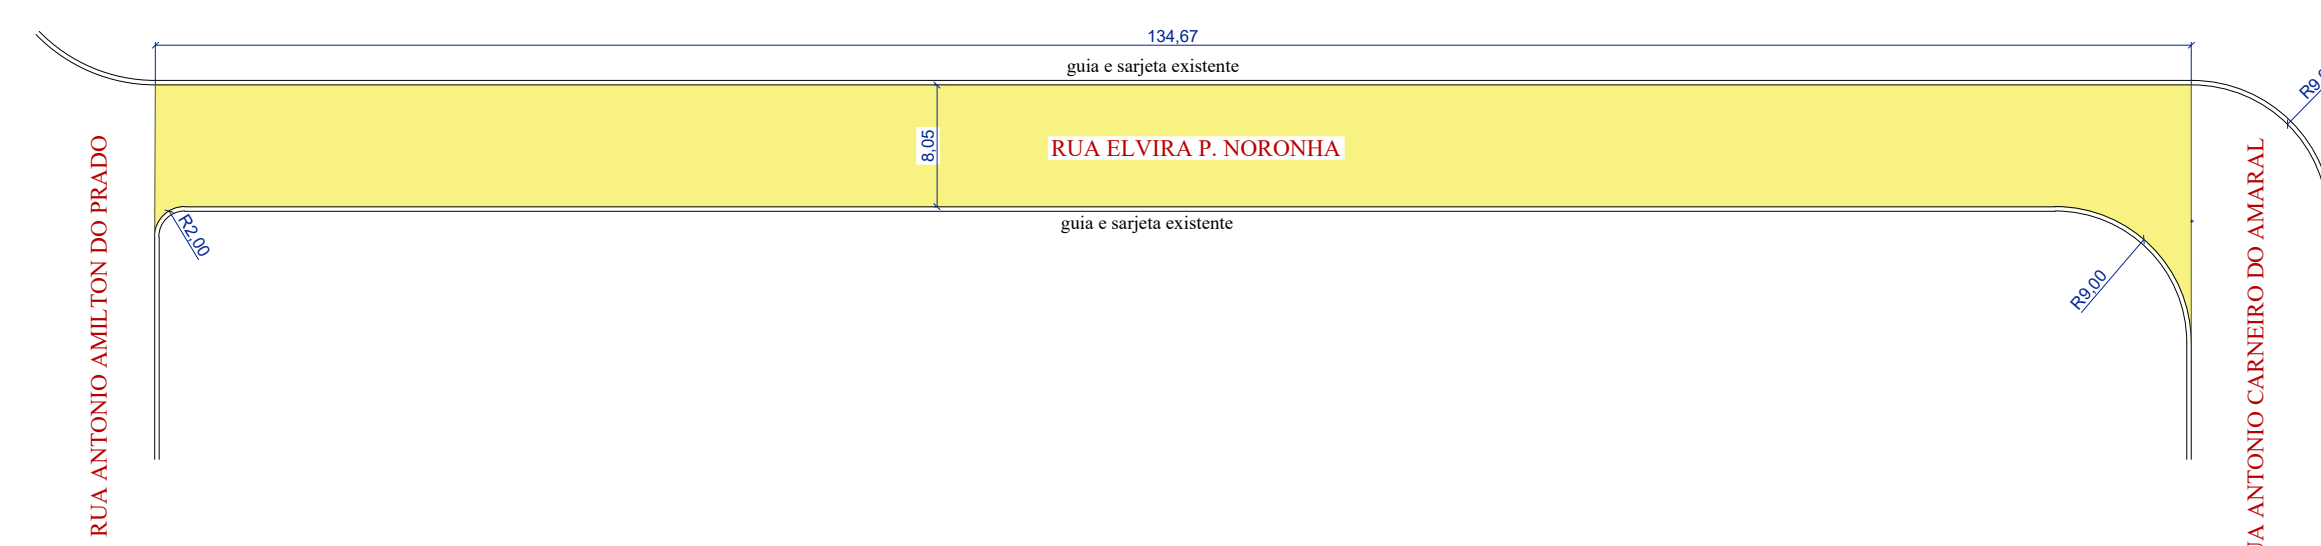 134,67
guia e sarjeta existente
8,05
RUA ELVIRA P. NORONHA
guia e sarjeta existente
RUA ANTONIO AMILTON DO PRADO
R2,00
R9,00
ANTONIO CARNEIRO DO AMARAL